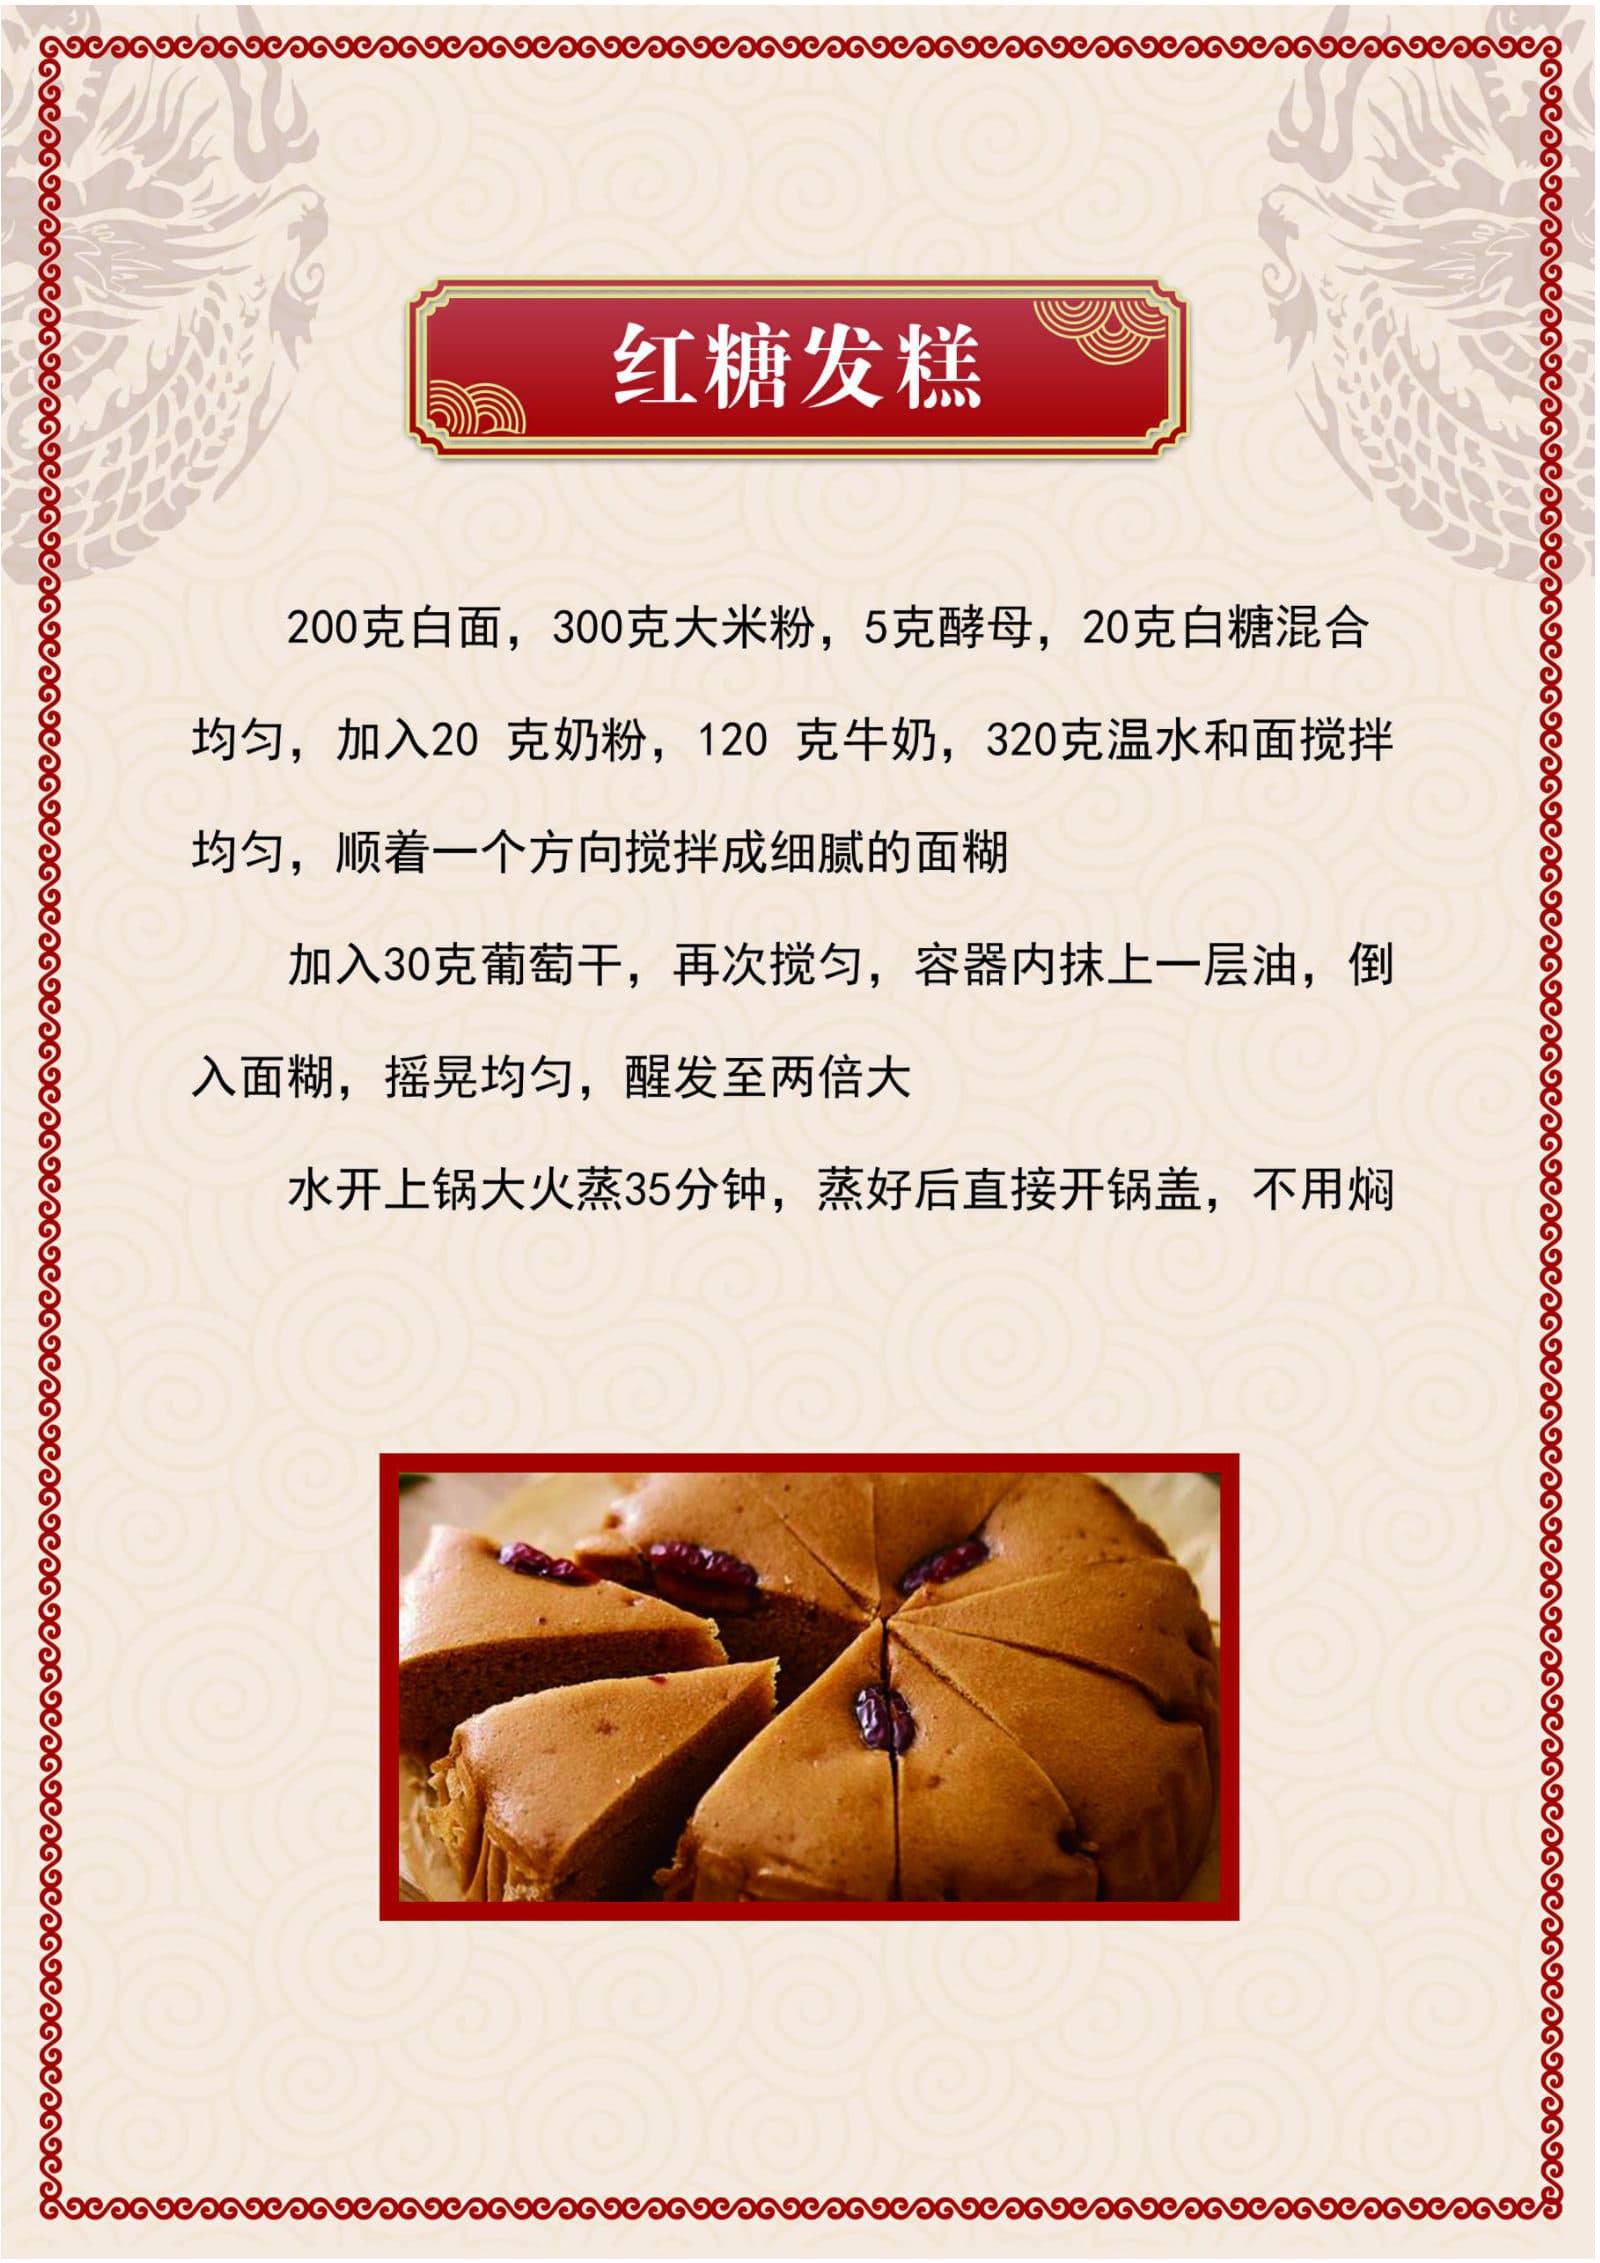 红糖发糕
200克白面，300克大米粉，5克酵母，20克白糖混合
均匀，加入20 克奶粉，120 克牛奶，320克温水和面搅拌
均匀，顺着一个方向搅拌成细腻的面糊
加入30克葡萄干，再次搅匀，容器内抹上一层油，倒
入面糊，摇晃均匀，醒发至两倍大
水开上锅大火蒸35分钟，蒸好后直接开锅盖，不用焖